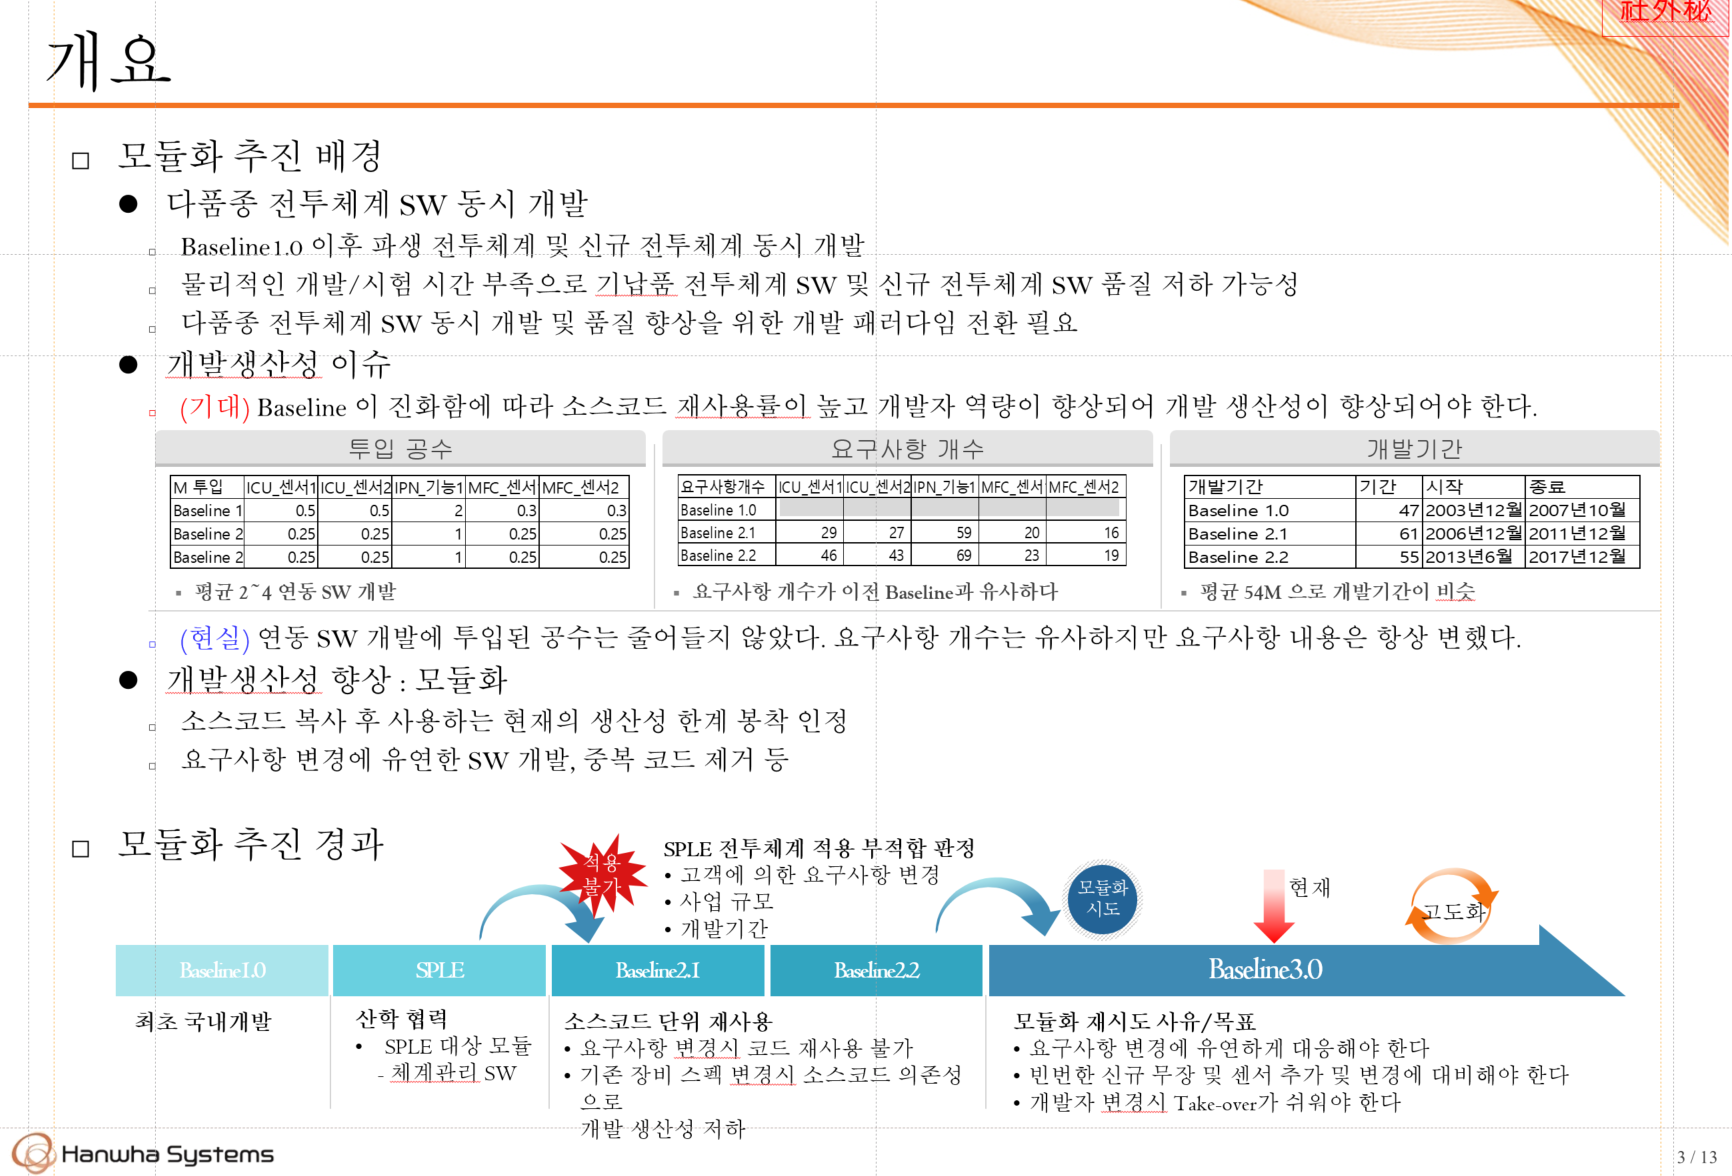 社外秘
개요
모듈화 추진 배경
다품종 전투체계 SW 동시 개발
Baseline1.0 이후 파생 전투체계 및 신규 전투체계 동시 개발
물리적인 개발/시험 시간 부족으로 기납품 전투체계 SW 및 신규 전투체계 SW 품질 저하 가능성
다품종 전투체계 SW 동시 개발 및 품질 향상을 위한 개발 패러다임 전환 필요
개발생산성 이슈
(기대) Baseline 이 진화함에 따라 소스코드 재사용률이 높고 개발자 역량이 향상되어 개발 생산성이 향상되어야 한다.
투입 공수
M 투입 ICU_센서1 ICU_센서2 IPN_기능1 MFC_센서 MFC_센서2
Baseline 1 0.5 0.5 2 0.3 0.3
Baseline 2 0.25 0.25 1 0.25 0.25
Baseline 2 0.25 0.25 1 0.25 0.25
▪ 평균 2~4 연동 SW 개발
요구사항 개수
요구사항개수 ICU_센서1 ICU_센서2 IPN_기능1 MFC_센서 MFC_센서2
Baseline 1.0
Baseline 2.1 29 27 59 20 16
Baseline 2.2 46 43 69 23 19
▪ 요구사항 개수가 이전 Baseline과 유사하다
개발기간
개발기간 기간 시작 종료
Baseline 1.0 47 2003년12월 2007년10월
Baseline 2.1 61 2006년12월 2011년12월
Baseline 2.2 55 2013년6월 2017년12월
▪ 평균 54M 으로 개발기간이 비슷
(현실) 연동 SW 개발에 투입된 공수는 줄어들지 않았다. 요구사항 개수는 유사하지만 요구사항 내용은 항상 변했다.
개발생산성 향상 : 모듈화
소스코드 복사 후 사용하는 현재의 생산성 한계 봉착 인정
요구사항 변경에 유연한 SW 개발, 중복 코드 제거 등
모듈화 추진 경과
적용
불가
SPLE 전투체계 적용 부적합 판정
• 고객에 의한 요구사항 변경
• 사업 규모
• 개발기간
모듈화
시도
현재
고도화
Baseline1.0
SPLE
Baseline2.1
Baseline2.2
Baseline3.0
최초 국내개발
산학 협력
• SPLE 대상 모듈
- 체계관리 SW
소스코드 단위 재사용
• 요구사항 변경시 코드 재사용 불가
• 기존 장비 스펙 변경시 소스코드 의존성
으로
개발 생산성 저하
모듈화 재시도 사유/목표
• 요구사항 변경에 유연하게 대응해야 한다
• 빈번한 신규 무장 및 센서 추가 및 변경에 대비해야 한다
• 개발자 변경시 Take-over가 쉬워야 한다
Hanwha Systems
3 / 13